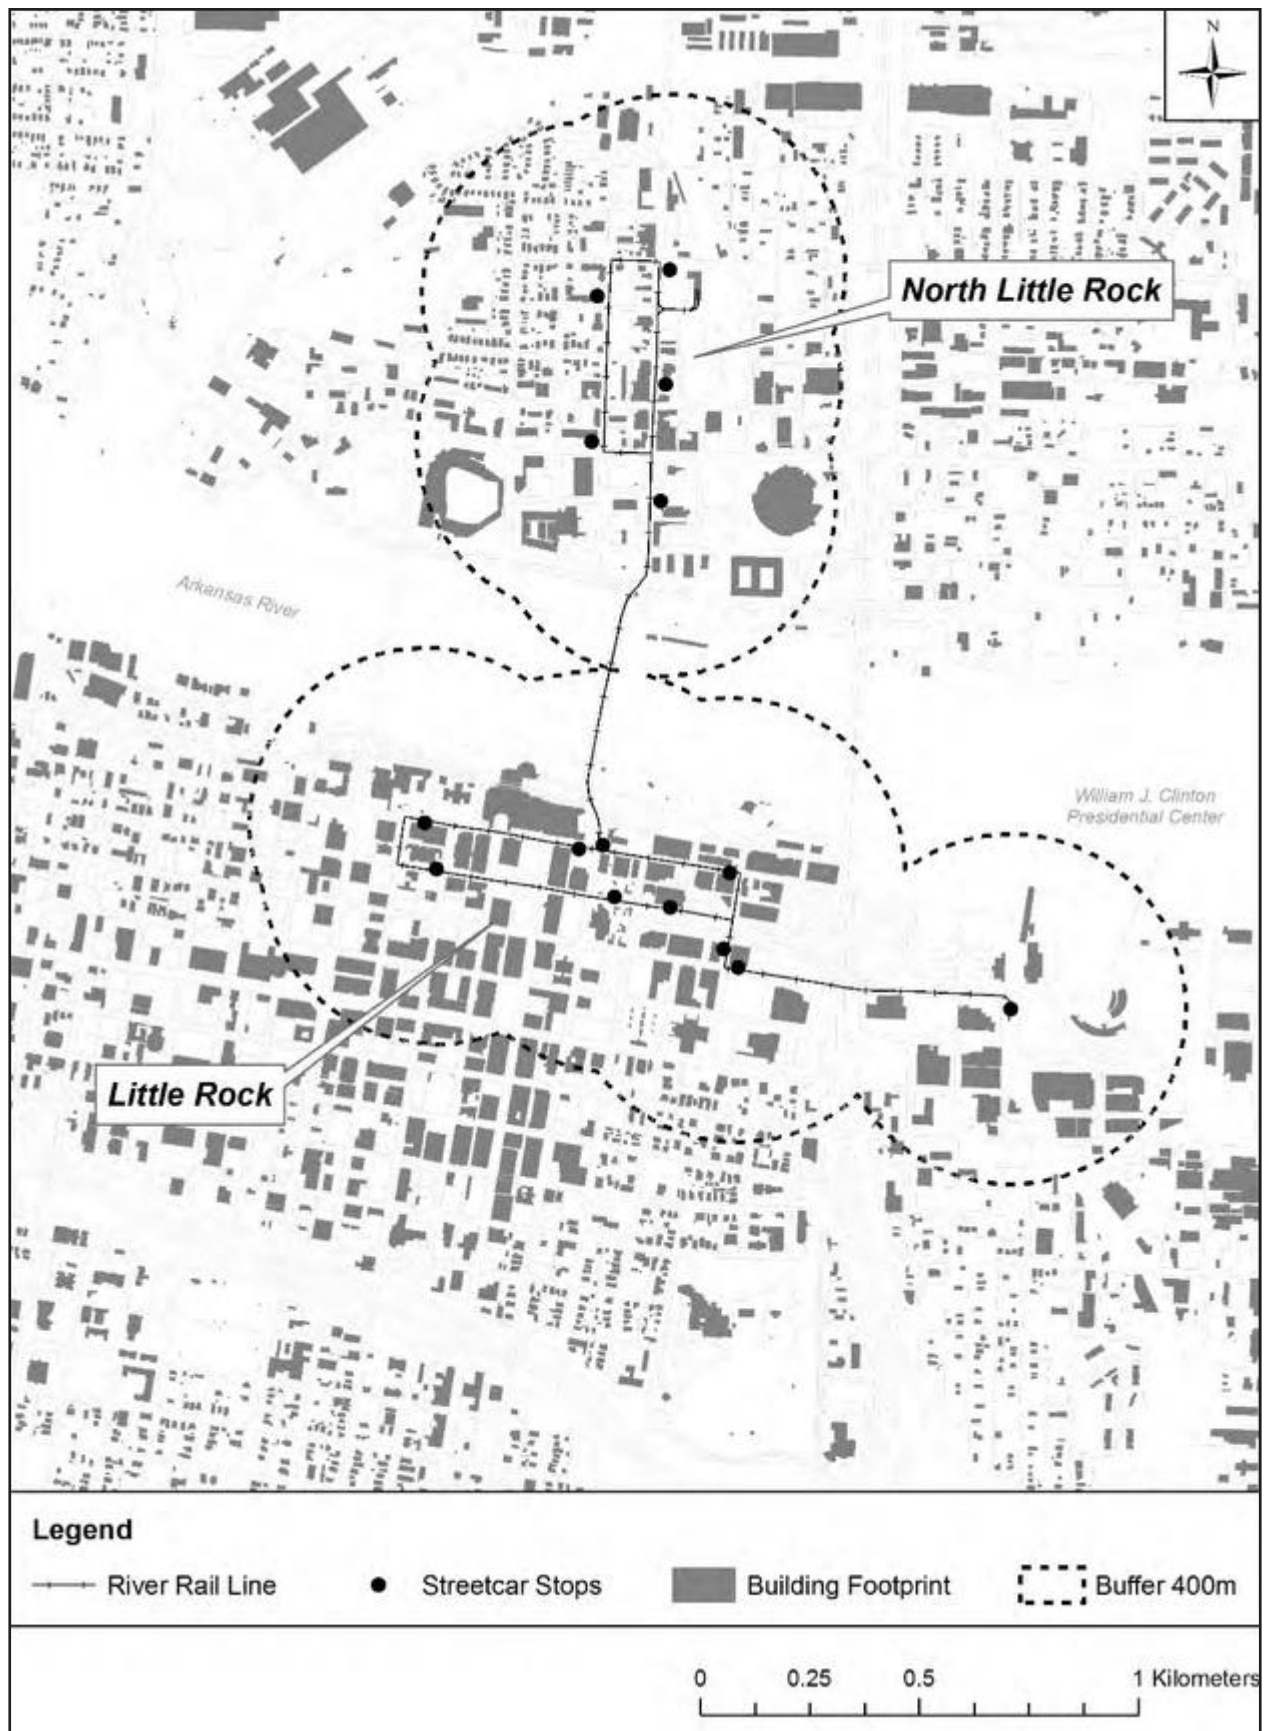 N
North Little Rock
Arkansas River
William J. Clinton
Presidential Center
Little Rock
Legend
River Rail Line
Streetcar Stops
Building Footprint
Buffer 400m
0 0.25 0.5 1 Kilometers